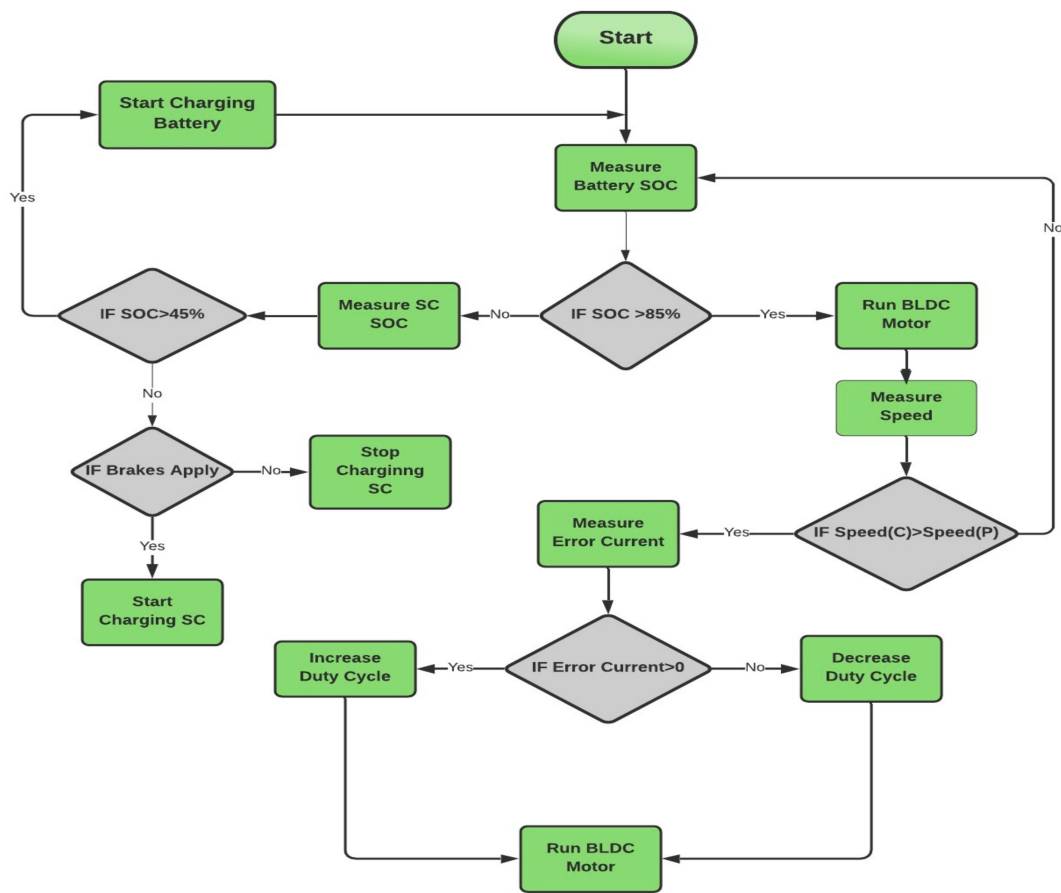 Start
Start Charging
Battery
Measure
Battery SOC
Yes
No
IF SOC>45%
Measure SC
SOC
No
IF SOC >85%
Yes
Run BLDC
Motor
Measure
Speed
No
IF Brakes Apply
No
Stop
Charginng
SC
Measure
Error Current
Yes
IF Speed(C)>Speed(P)
Yes
Start
Charging SC
Increase
Duty Cycle
Yes
IF Error Current>0
No
Decrease
Duty Cycle
Run BLDC
Motor